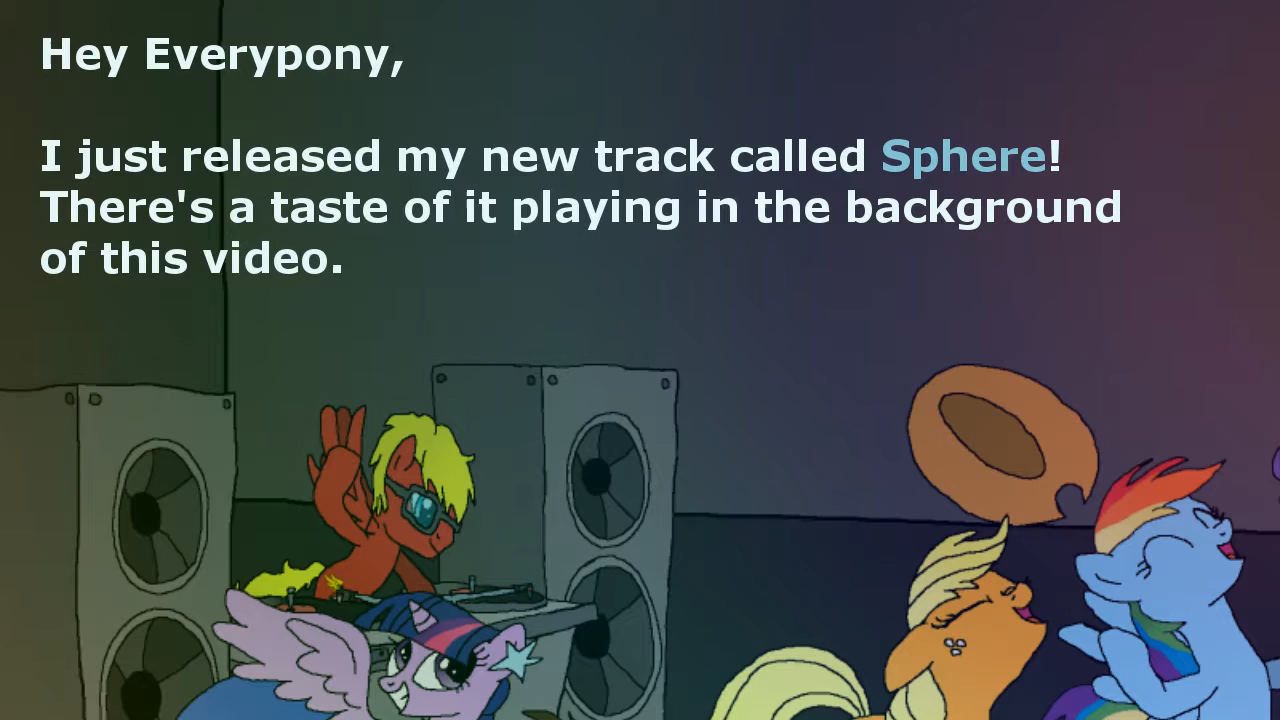 Hey Everypony,
I just released my new track called Sphere!
There's a taste of it playing in the background
of this video.